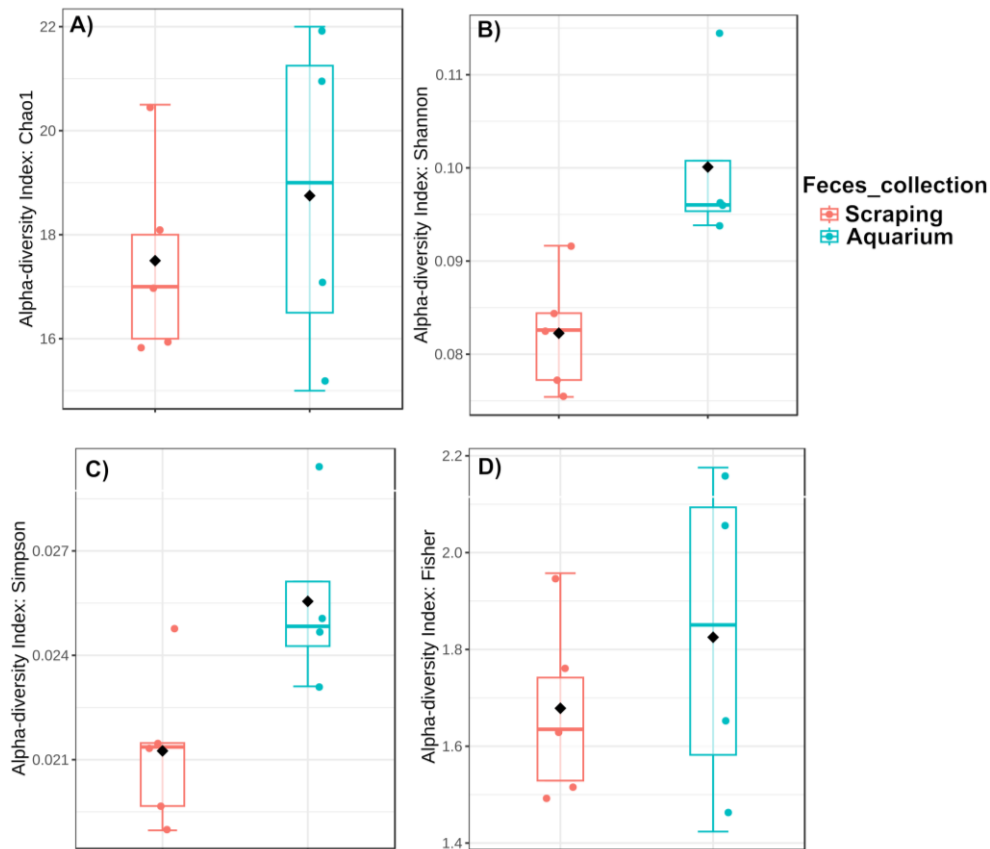 A)
Alpha-diversity Index: Chao1
22
20
18
16
B)
Alpha-diversity Index: Shannon
0.11
0.10
0.09
0.08
Feces_collection
Scraping
Aquarium
C)
Alpha-diversity Index: Simpson
0.027
0.024
0.021
D)
Alpha-diversity Index: Fisher
2.2
2.0
1.8
1.6
1.4